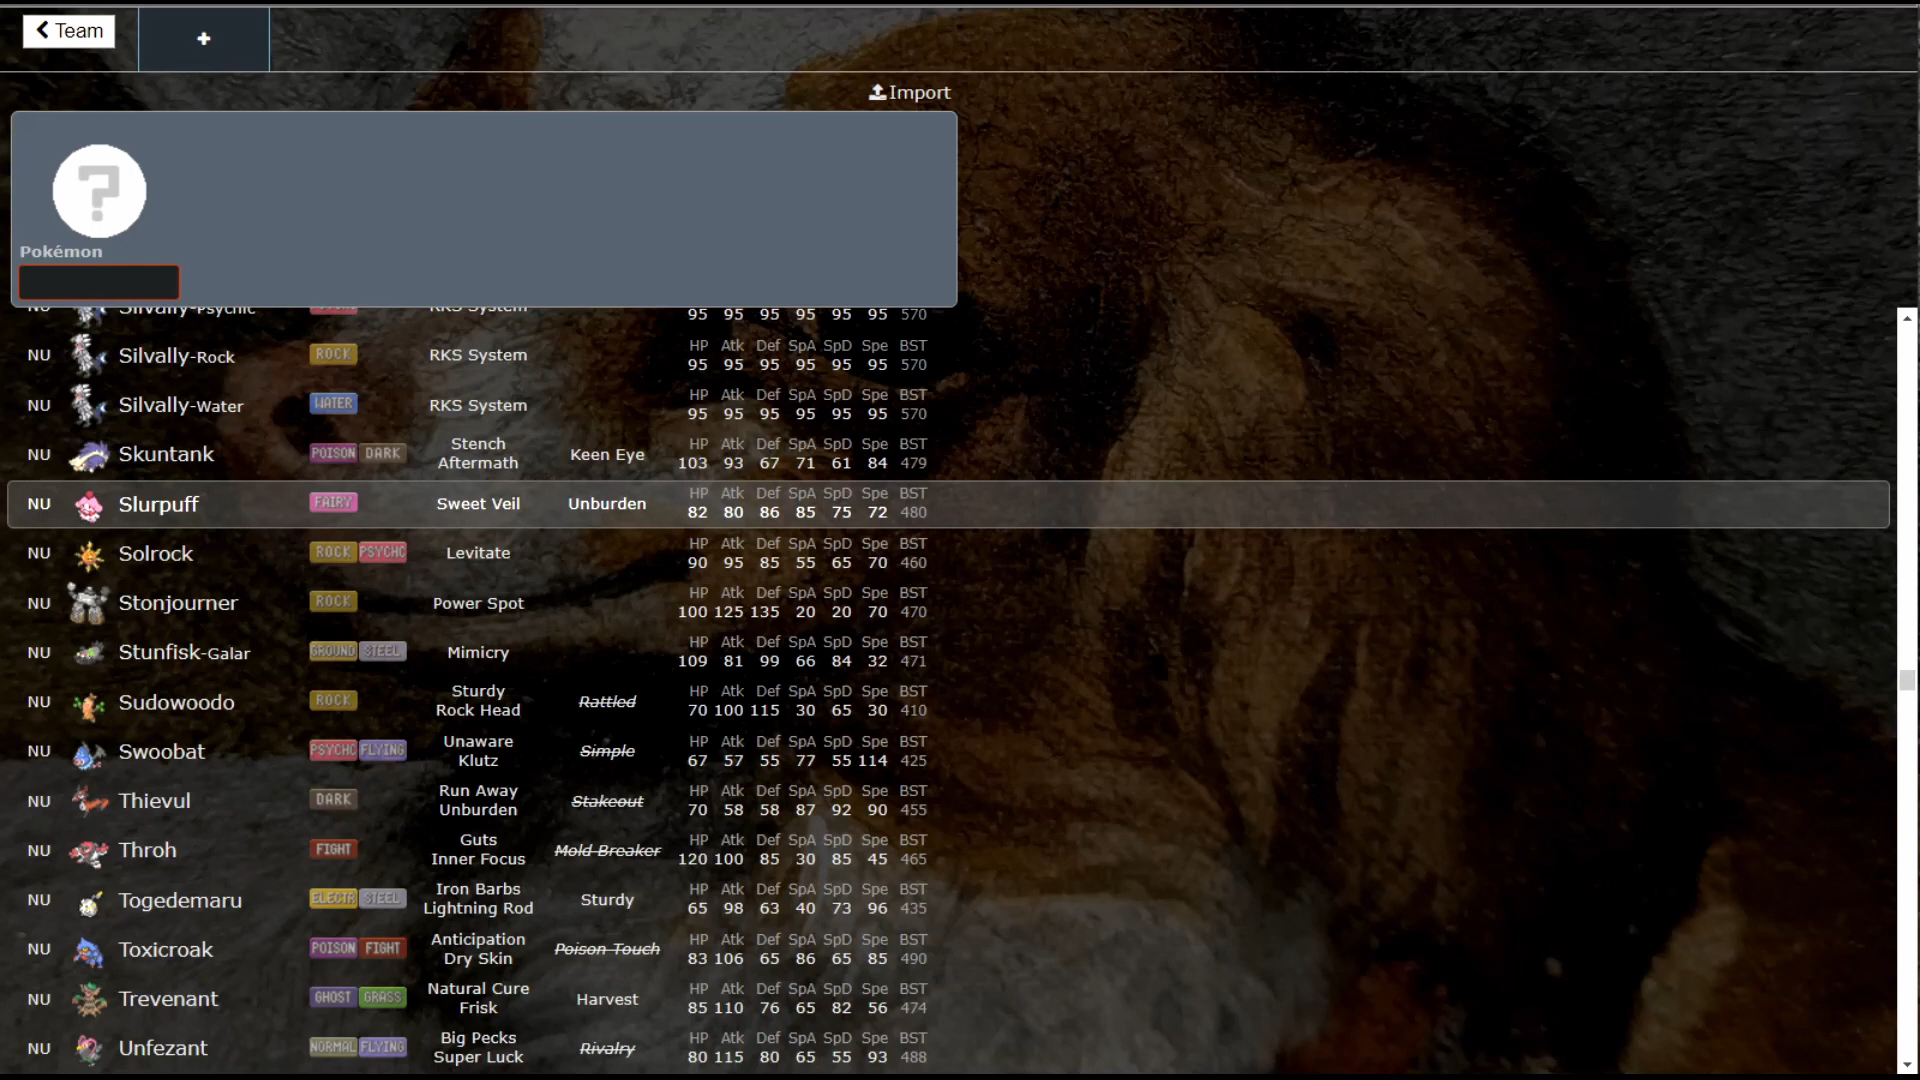 Team
+
Import
?
Pokémon
NU Silvally-Psychic RKS System 95 95 95 95 95 95 570
HP Atk Def SpA SpD Spe BST
NU Silvally-Rock ROCK RKS System 95 95 95 95 95 95 570
HP Atk Def SpA SpD Spe BST
NU Silvally-Water WATER RKS System 95 95 95 95 95 95 570
HP Atk Def SpA SpD Spe BST
NU Skuntank POISON DARK Stench Aftermath Keen Eye 103 93 67 71 61 84 479
HP Atk Def SpA SpD Spe BST
NU Slurpuff FAIRY Sweet Veil Unburden 82 80 86 85 75 72 480
HP Atk Def SpA SpD Spe BST
NU Solrock ROCK PSYCHC Levitate 90 95 85 55 65 70 460
HP Atk Def SpA SpD Spe BST
NU Stonjourner ROCK Power Spot 100 125 135 20 20 70 470
HP Atk Def SpA SpD Spe BST
NU Stunfisk-Galar GROUND STEEL Mimicry 109 81 99 66 84 32 471
HP Atk Def SpA SpD Spe BST
NU Sudowoodo ROCK Sturdy Rock Head Rattled 70 100 115 30 65 30 410
HP Atk Def SpA SpD Spe BST
NU Swoobat PSYCHC FLYING Unaware Klutz Simple 67 57 55 77 55 114 425
HP Atk Def SpA SpD Spe BST
NU Thievul DARK Run Away Unburden Stakeout 70 58 58 87 92 90 455
HP Atk Def SpA SpD Spe BST
NU Throh FIGHT Guts Inner Focus Mold Breaker 120 100 85 30 85 45 465
HP Atk Def SpA SpD Spe BST
NU Togedemaru ELECTR STEEL Iron Barbs Lightning Rod Sturdy 65 98 63 40 73 96 435
HP Atk Def SpA SpD Spe BST
NU Toxicroak POISON FIGHT Anticipation Dry Skin Poison Touch 83 106 65 86 65 85 490
HP Atk Def SpA SpD Spe BST
NU Trevenant GHOST GRASS Natural Cure Frisk Harvest 85 110 76 65 82 56 474
HP Atk Def SpA SpD Spe BST
NU Unfezant NORMAL FLYING Big Pecks Super Luck Rivalry 80 115 80 65 55 93 488